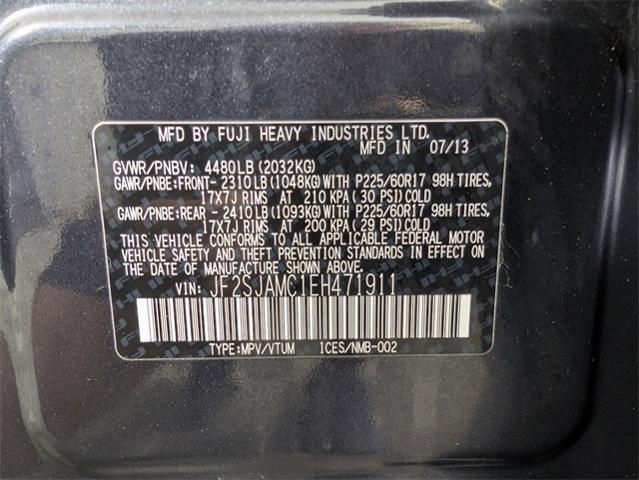 MFD BY FUJI HEAVY INDUSTRIES LTD.
MFD IN 07/13
GVWR/PNBV: 4480LB(2032KG)
GAWR/PNBE:FRONT- 2310LB(1048KG)WITH P225/60R17 98H TIRES,
17X7J RIMS AT 210 KPA (30 PSI)COLD
GAWR/PNBE:REAR - 2410LB(1093KG)WITH P225/60R17 98H TIRES,
17X7J RIMS AT 200 KPA (29 PSI)COLD
THIS VEHICLE CONFORMS TO ALL APPLICABLE FEDERAL MOTOR
VEHICLE SAFETY AND THEFT PREVENTION STANDARDS IN EFFECT
ON THE DATE OF MANUFACTURE SHOWN ABOVE.
VIN: JF2SJAMC1EH471911
TYPE:MPV/VTUM ICES/NMB-002